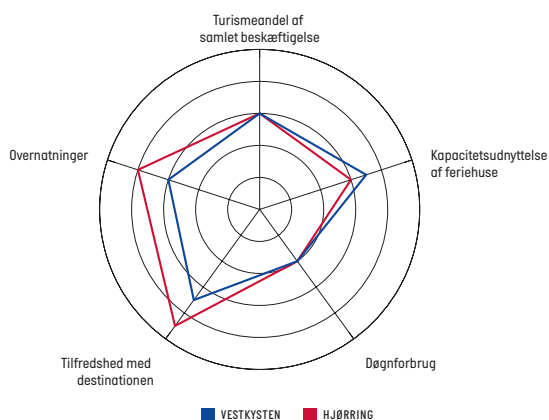 Turismeandel af
samlet beskæftigelse
Overnatninger
Kapacitetsudnyttelse
af feriehuse
Tilfredshed med
destinationen
Døgnforbrug
VESTKYSTEN
HJØRRING